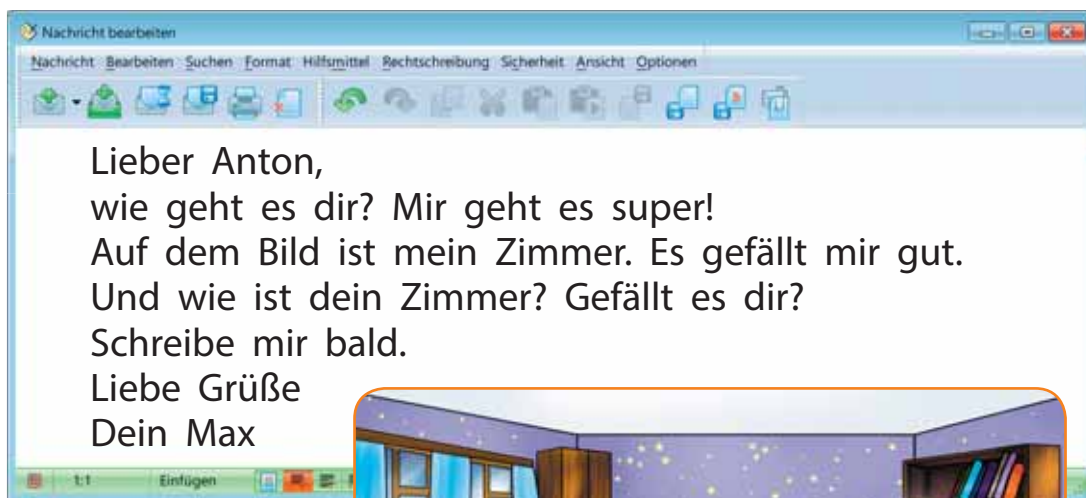 Nachricht bearbeiten
Nachricht Bearbeiten Suchen Format Hilfsmittel Rechtschreibung Sicherheit Ansicht Optionen
Lieber Anton,
wie geht es dir? Mir geht es super!
Auf dem Bild ist mein Zimmer. Es gefällt mir gut.
Und wie ist dein Zimmer? Gefällt es dir?
Schreibe mir bald.
Liebe Grüße
Dein Max
1:1 Einfügen